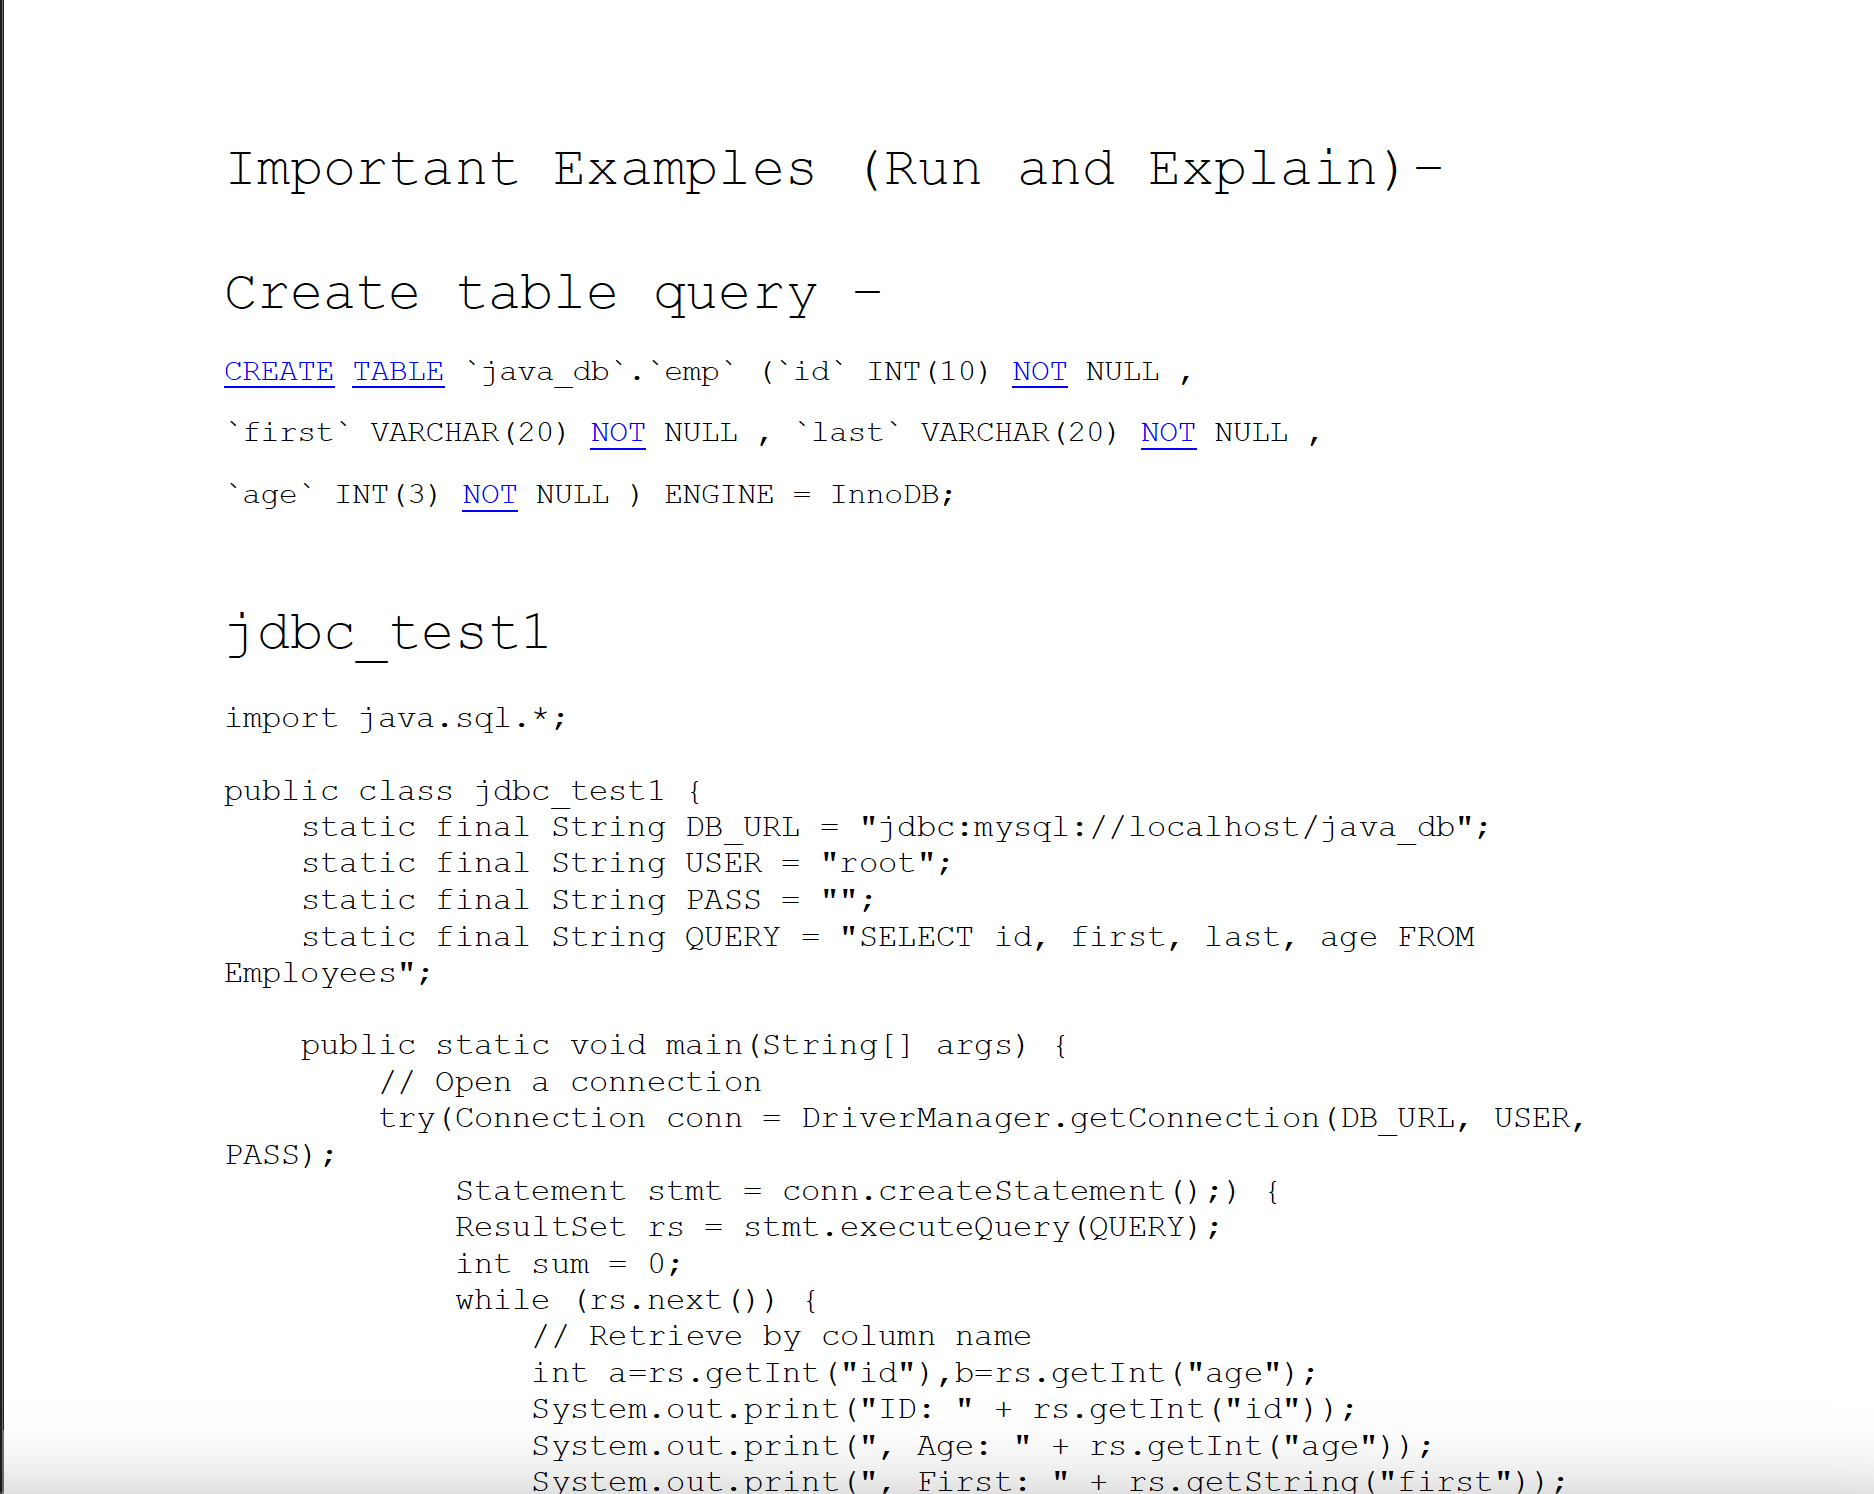 Important Examples (Run and Explain)-
Create table query -
CREATE TABLE `java_db`.`emp` (`id` INT(10) NOT NULL ,
`first` VARCHAR(20) NOT NULL , `last` VARCHAR(20) NOT NULL ,
`age` INT(3) NOT NULL ) ENGINE = InnoDB;
jdbc_test1
import java.sql.*;
public class jdbc_test1 {
    static final String DB_URL = "jdbc:mysql://localhost/java_db";
    static final String USER = "root";
    static final String PASS = "";
    static final String QUERY = "SELECT id, first, last, age FROM
Employees";
    public static void main(String[] args) {
        // Open a connection
        try(Connection conn = DriverManager.getConnection(DB_URL, USER,
PASS);
            Statement stmt = conn.createStatement();) {
            ResultSet rs = stmt.executeQuery(QUERY);
            int sum = 0;
            while (rs.next()) {
                // Retrieve by column name
                int a=rs.getInt("id"),b=rs.getInt("age");
                System.out.print("ID: " + rs.getInt("id"));
                System.out.print(", Age: " + rs.getInt("age"));
                System.out.print(", First: " + rs.getString("first"));